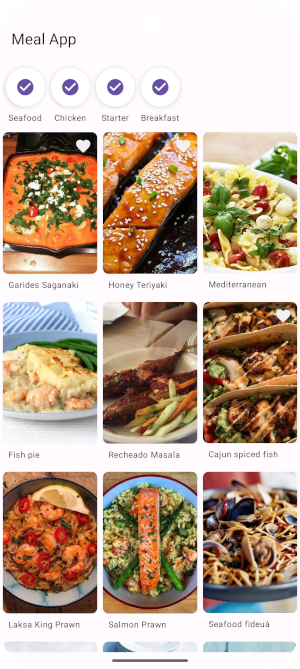 Meal App
Seafood Chicken Starter Breakfast
Garides Saganaki Honey Teriyaki Mediterranean
Fish pie Recheado Masala Cajun spiced fish
Laksa King Prawn Salmon Prawn Seafood fideuà